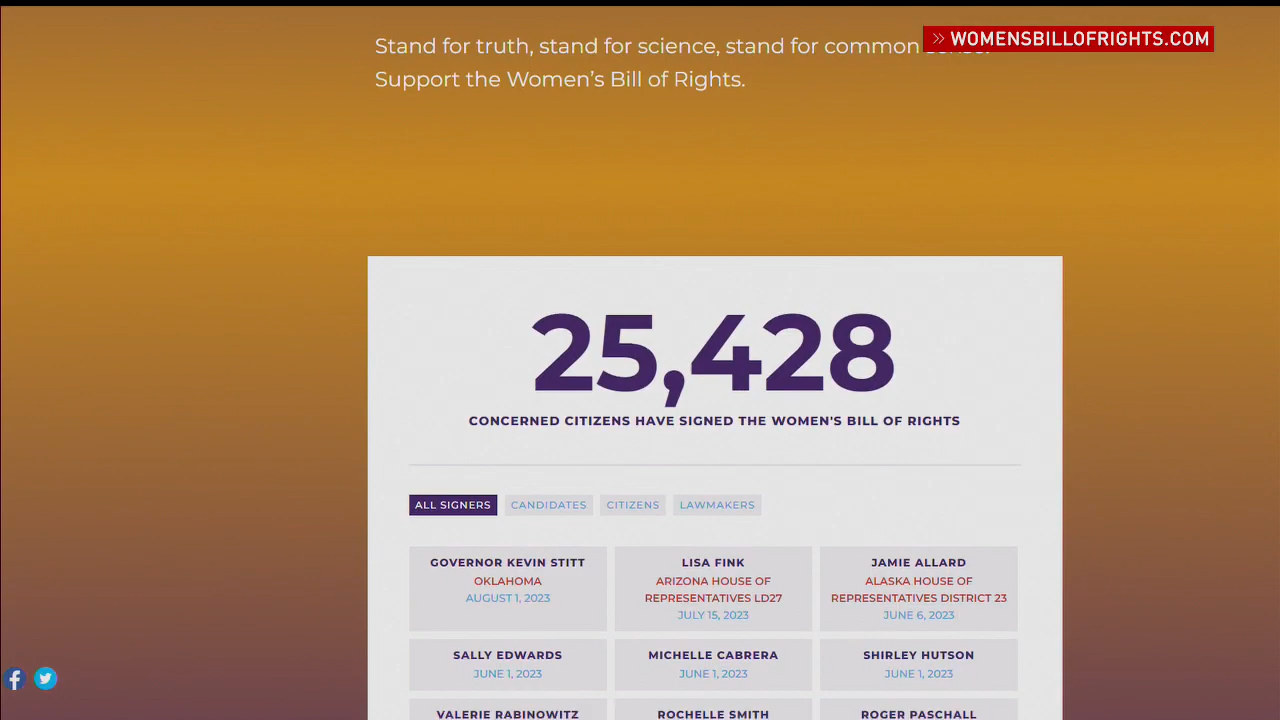 Stand for truth, stand for science, stand for common
» WOMENSBILLOFRIGHTS.COM
Support the Women's Bill of Rights.
25,428
CONCERNED CITIZENS HAVE SIGNED THE WOMEN'S BILL OF RIGHTS
ALL SIGNERS CANDIDATES CITIZENS LAWMAKERS
GOVERNOR KEVIN STITT
OKLAHOMA
AUGUST 1, 2023
LISA FINK
ARIZONA HOUSE OF
REPRESENTATIVES LD27
JULY 15, 2023
JAMIE ALLARD
ALASKA HOUSE OF
REPRESENTATIVES DISTRICT 23
JUNE 6, 2023
SALLY EDWARDS
JUNE 1, 2023
MICHELLE CABRERA
JUNE 1, 2023
SHIRLEY HUTSON
JUNE 1, 2023
VALERIE RABINOWITZ
ROCHELLE SMITH
ROGER PASCHALL